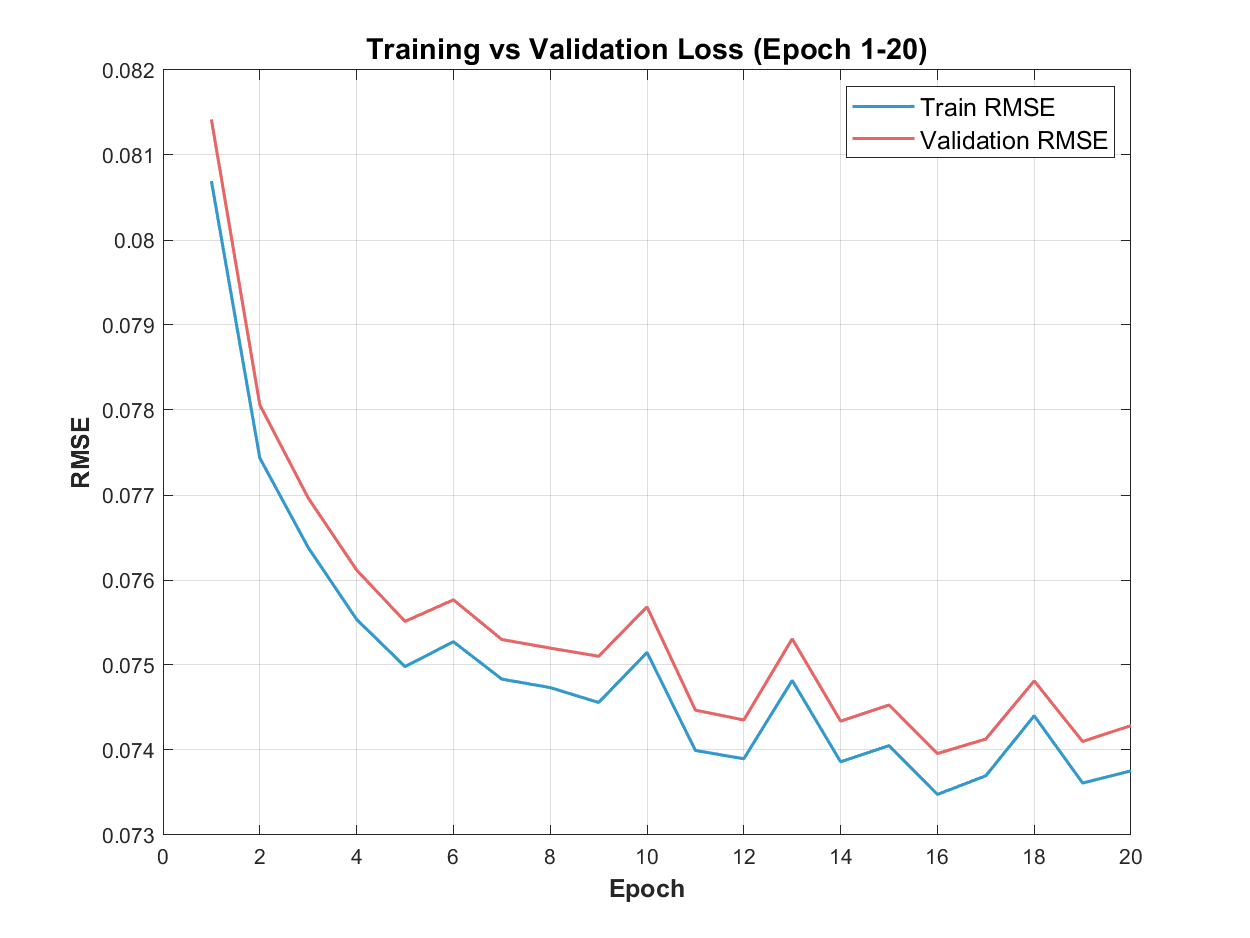 Training vs Validation Loss (Epoch 1-20)
Train RMSE
Validation RMSE
0.082
0.081
0.08
0.079
0.078
0.077
0.076
0.075
0.074
0.073
RMSE
0 2 4 6 8 10 12 14 16 18 20
Epoch